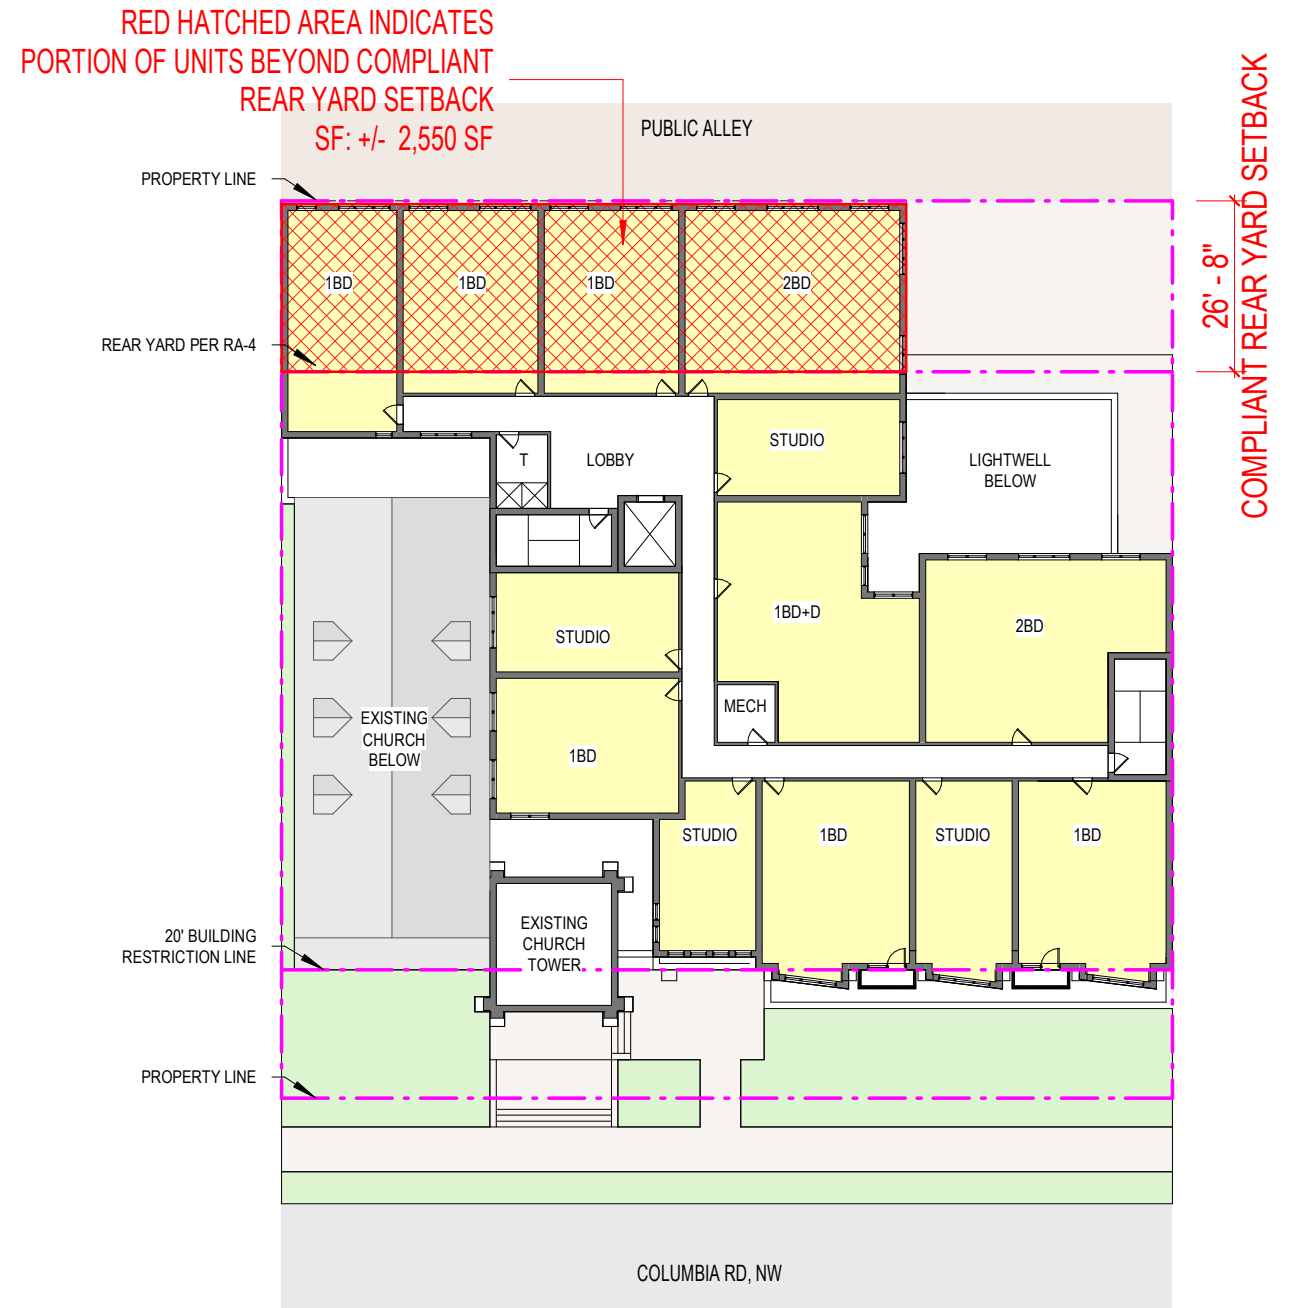 RED HATCHED AREA INDICATES
PORTION OF UNITS BEYOND COMPLIANT
REAR YARD SETBACK
SF: +/- 2,550 SF
PUBLIC ALLEY
PROPERTY LINE
26' - 8"
COMPLIANT REAR YARD SETBACK
1BD
1BD
1BD
2BD
REAR YARD PER RA-4
STUDIO
T
LOBBY
LIGHTWELL
BELOW
1BD+D
2BD
STUDIO
MECH
EXISTING
CHURCH
BELOW
1BD
STUDIO
1BD
STUDIO
1BD
EXISTING
CHURCH
TOWER
20' BUILDING
RESTRICTION LINE
PROPERTY LINE
COLUMBIA RD, NW